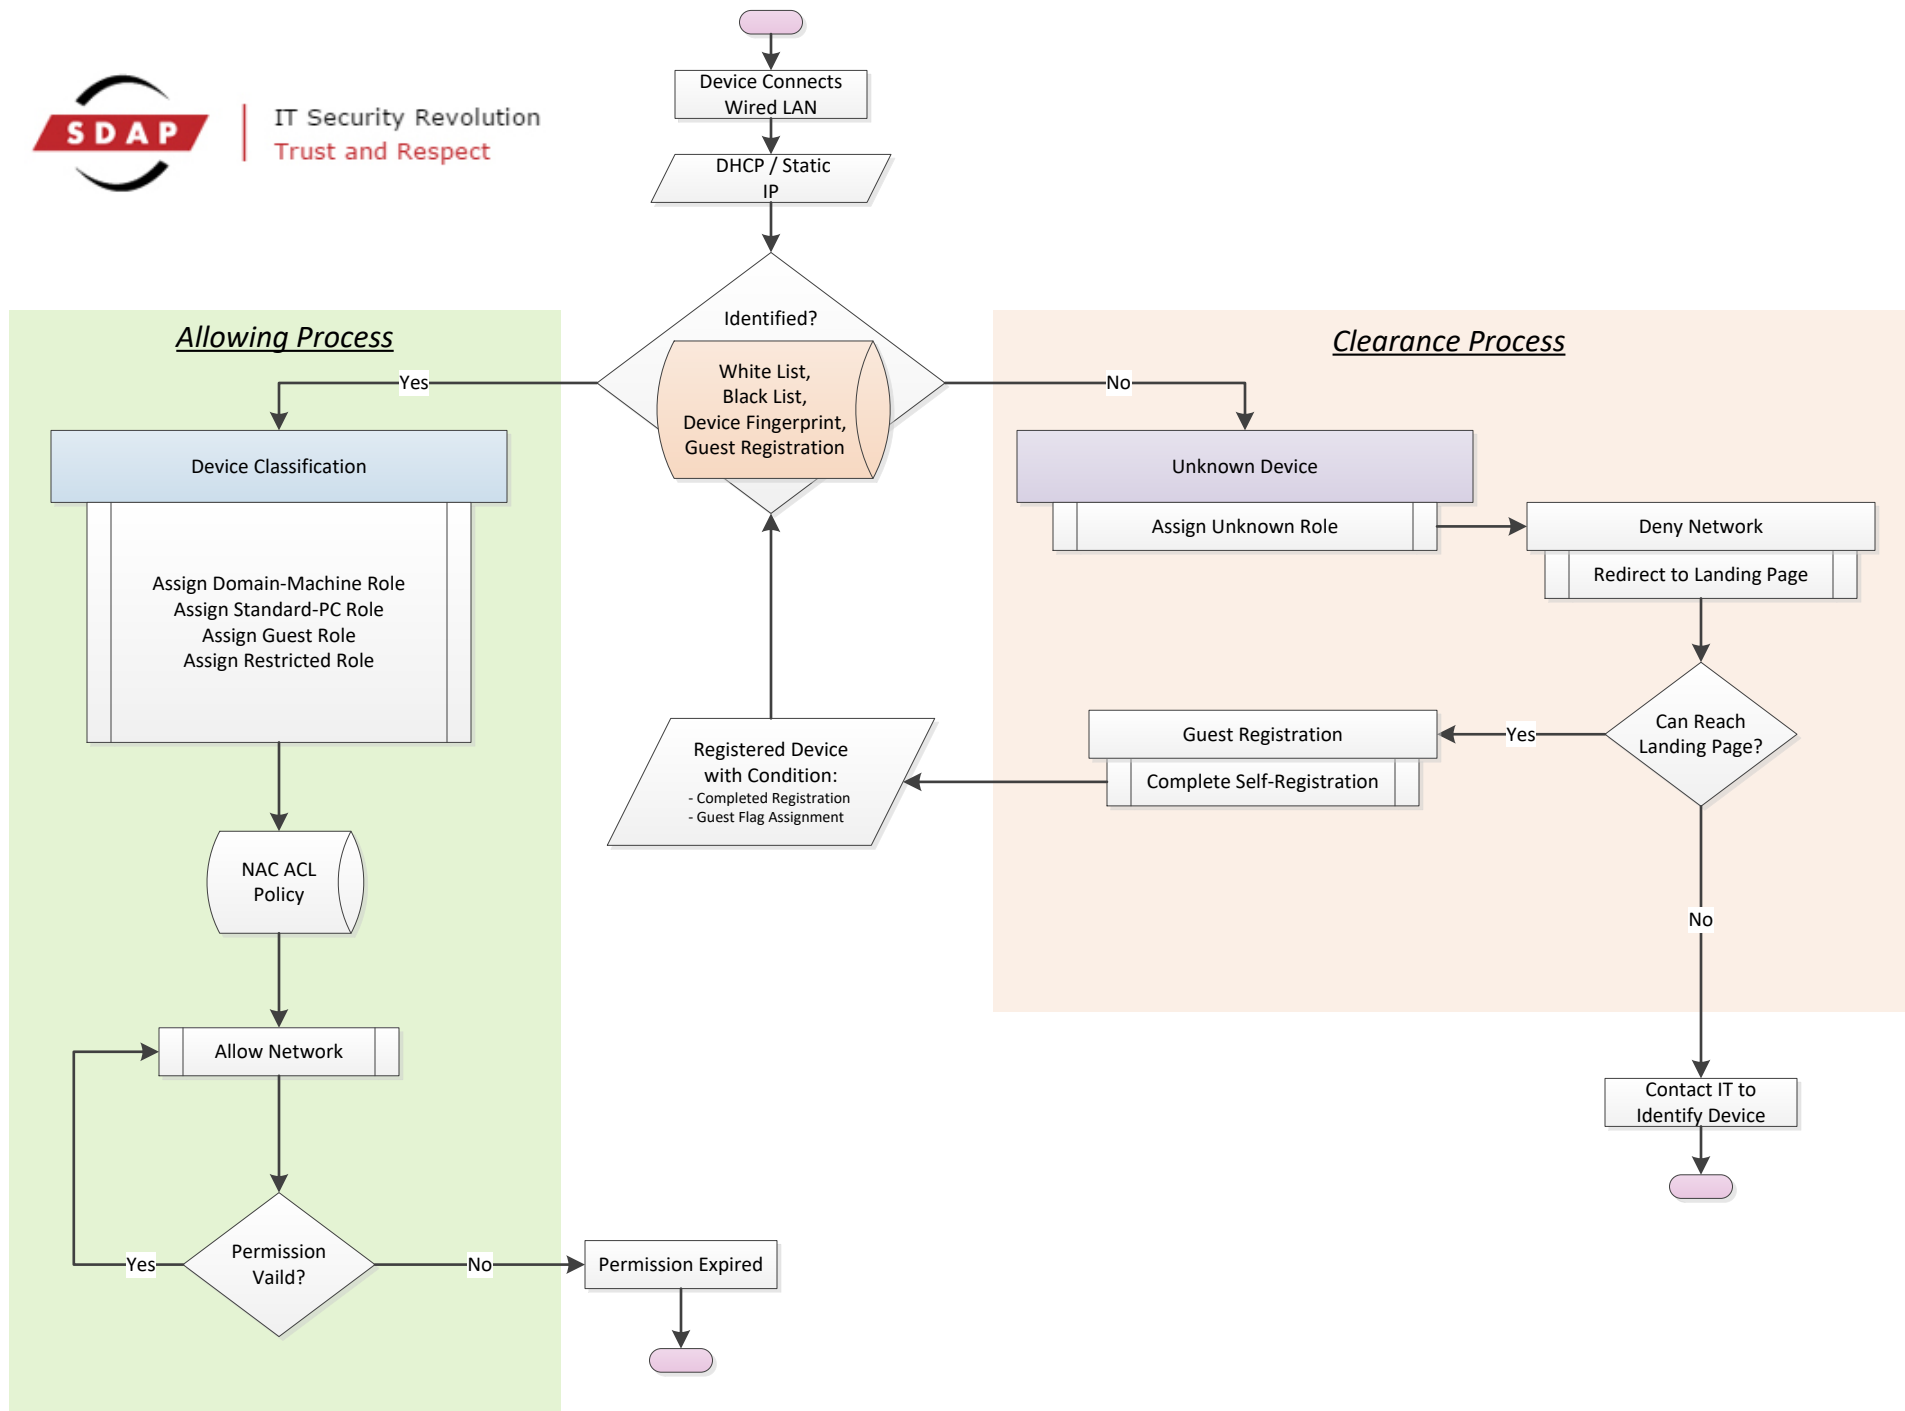 SDAP
IT Security Revolution
Trust and Respect
Device Connects
Wired LAN
DHCP / Static
IP
Identified?
White List,
Black List,
Device Fingerprint,
Guest Registration
Yes
No
Allowing Process
Device Classification
Assign Domain-Machine Role
Assign Standard-PC Role
Assign Guest Role
Assign Restricted Role
NAC ACL
Policy
Allow Network
Permission
Vaild?
Yes
No
Permission Expired
Clearance Process
Unknown Device
Assign Unknown Role
Deny Network
Redirect to Landing Page
Can Reach
Landing Page?
Yes
No
Guest Registration
Complete Self-Registration
Registered Device
with Condition:
- Completed Registration
- Guest Flag Assignment
Contact IT to
Identify Device